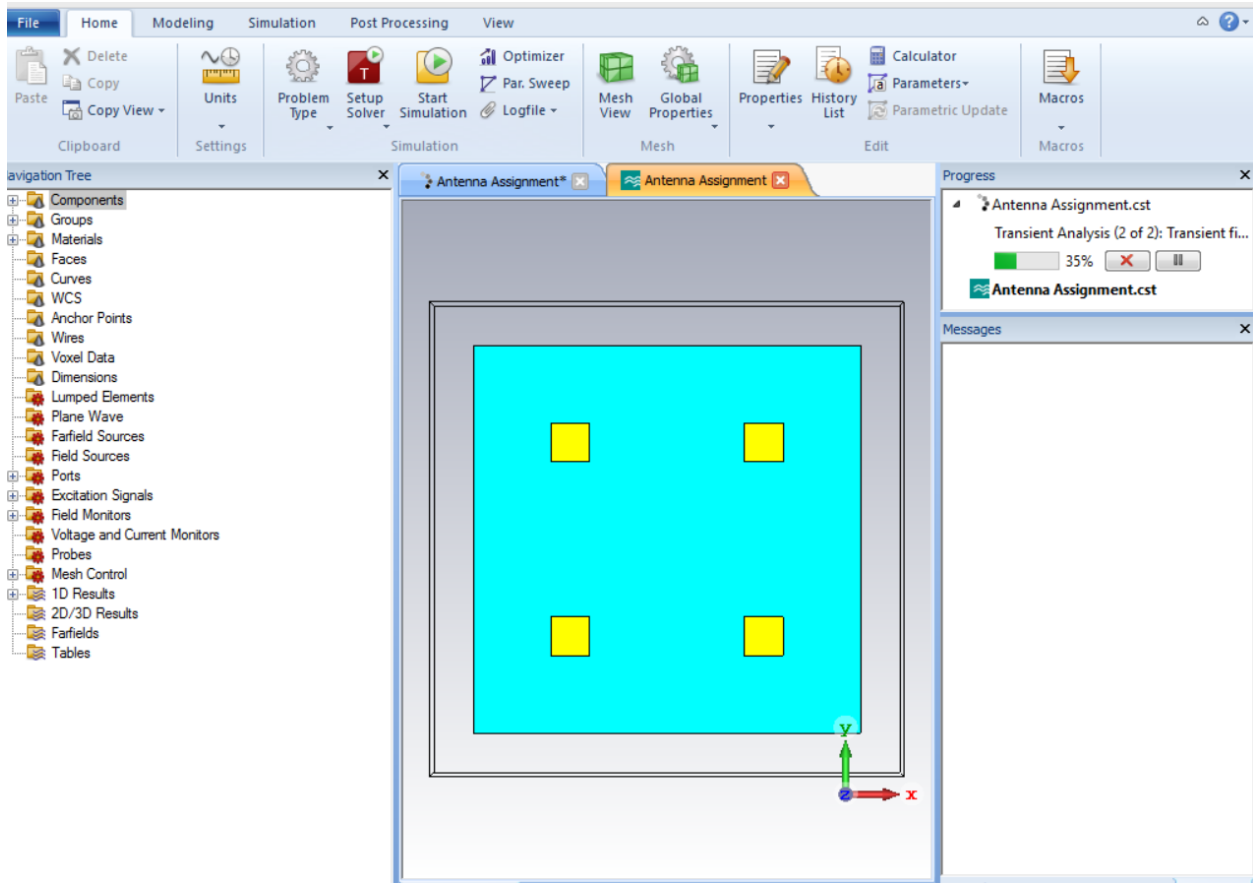 File Home Modeling Simulation Post Processing View
Delete
Copy
Copy View
Paste
Clipboard
Units
Settings
Problem Type
Setup Solver
Start Simulation
Optimizer
Par. Sweep
Logfile
Simulation
Mesh View
Global Properties
Mesh
Properties
History List
Calculator
Parameters
Parametric Update
Edit
Macros
Macros
avigation Tree
Components
Groups
Materials
Faces
Curves
WCS
Anchor Points
Wires
Voxel Data
Dimensions
Lumped Elements
Plane Wave
Farfield Sources
Field Sources
Ports
Excitation Signals
Field Monitors
Voltage and Current Monitors
Probes
Mesh Control
1D Results
2D/3D Results
Farfields
Tables
Antenna Assignment* Antenna Assignment
y
z x
Progress
Antenna Assignment.cst
Transient Analysis (2 of 2): Transient fi...
35%
Antenna Assignment.cst
Messages